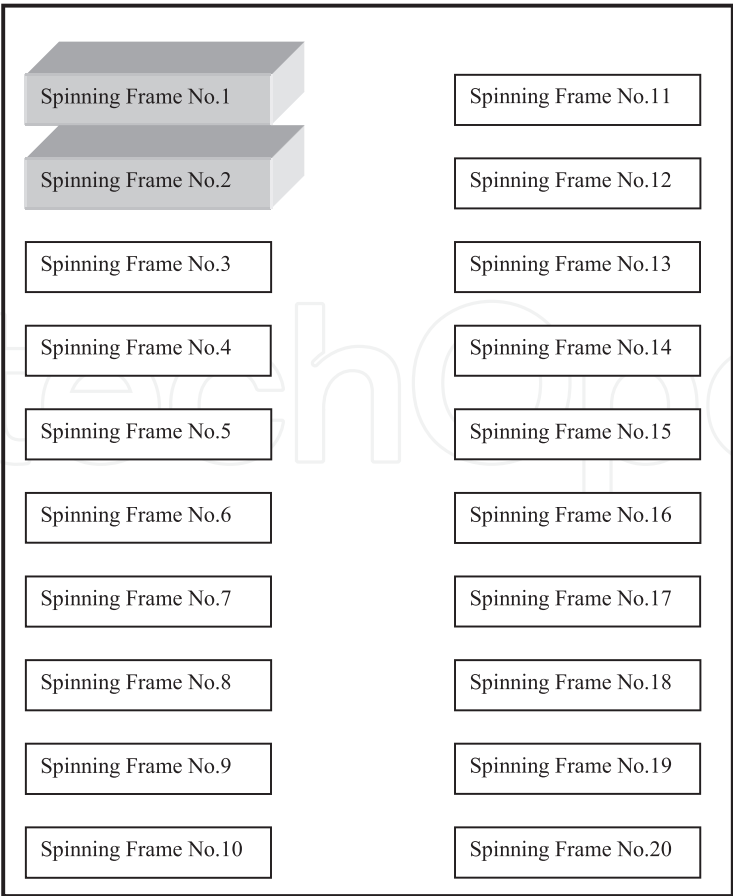 Spinning Frame No.1
Spinning Frame No.2
Spinning Frame No.3
Spinning Frame No.4
Spinning Frame No.5
Spinning Frame No.6
Spinning Frame No.7
Spinning Frame No.8
Spinning Frame No.9
Spinning Frame No.10
Spinning Frame No.11
Spinning Frame No.12
Spinning Frame No.13
Spinning Frame No.14
Spinning Frame No.15
Spinning Frame No.16
Spinning Frame No.17
Spinning Frame No.18
Spinning Frame No.19
Spinning Frame No.20